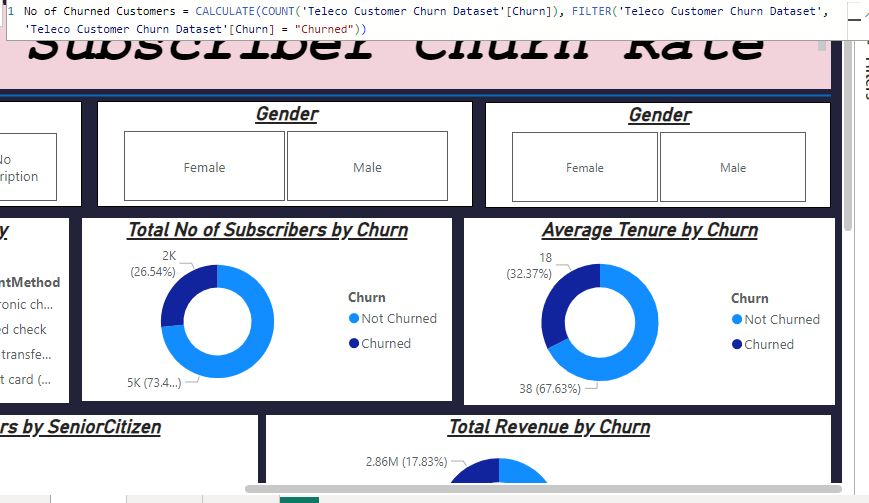 1 No of Churned Customers = CALCULATE(COUNT('Teleco Customer Churn Dataset'[Churn]), FILTER('Teleco Customer Churn Dataset',
'Teleco Customer Churn Dataset'[Churn] = "Churned"))
Subscriber Churn Rate
Filters
Gender
Gender
No
ription
Female
Male
Female
Male
y
Total No of Subscribers by Churn
Average Tenure by Churn
ntMethod
ronic ch...
ed check
transfe...
t card (...
2K
(26.54%)
5K (73.4...)
Churn
Not Churned
Churned
18
(32.37%)
38 (67.63%)
Churn
Not Churned
Churned
rs by SeniorCitizen
Total Revenue by Churn
2.86M (17.83%)